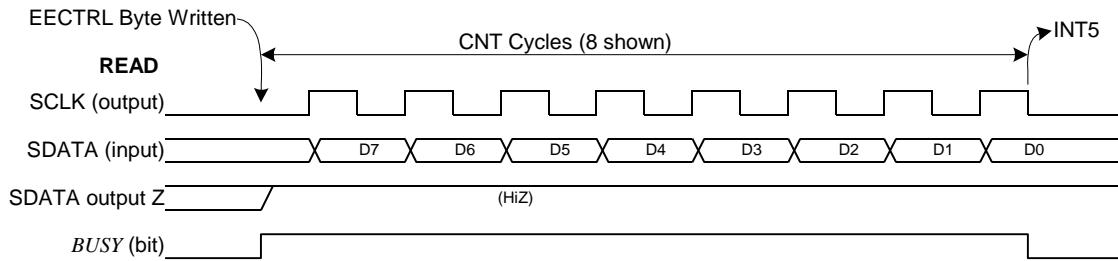 EECTRL Byte Written
CNT Cycles (8 shown)
INT5
READ
SCLK (output)
SDATA (input)
D7 D6 D5 D4 D3 D2 D1 D0
SDATA output Z
(HiZ)
BUSY (bit)